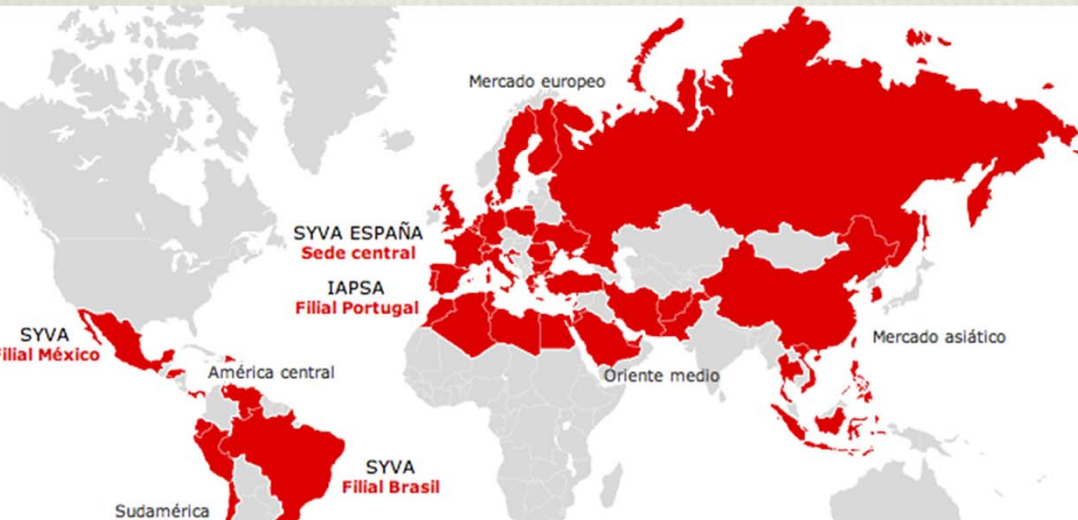 Mercado europeo
SYVA ESPAÑA
Sede central
IAPSA
Filial Portugal
SYVA
Filial México
América central
Oriente medio
Mercado asiático
SYVA
Filial Brasil
Sudamérica